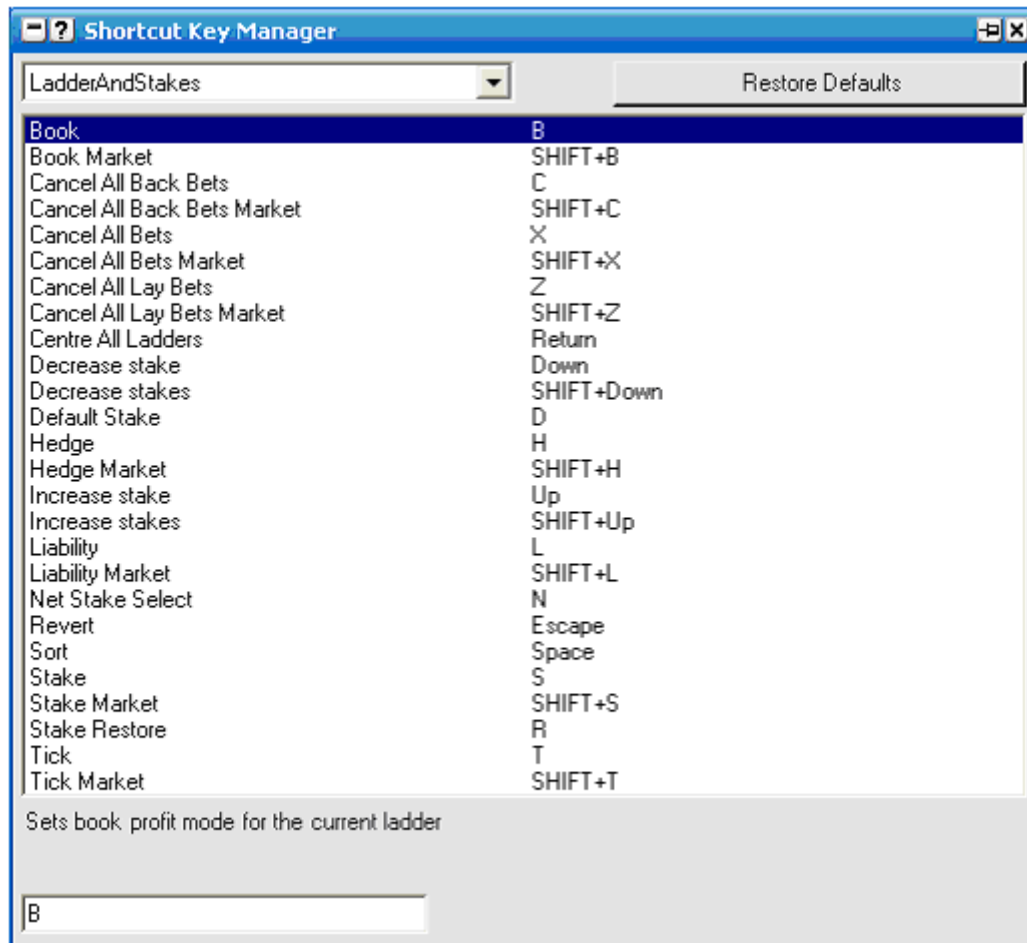 Shortcut Key Manager
LadderAndStakes Restore Defaults
Book B
Book Market SHIFT+B
Cancel All Back Bets C
Cancel All Back Bets Market SHIFT+C
Cancel All Bets X
Cancel All Bets Market SHIFT+X
Cancel All Lay Bets Z
Cancel All Lay Bets Market SHIFT+Z
Centre All Ladders Return
Decrease stake Down
Decrease stakes SHIFT+Down
Default Stake D
Hedge H
Hedge Market SHIFT+H
Increase stake Up
Increase stakes SHIFT+Up
Liability L
Liability Market SHIFT+L
Net Stake Select N
Revert Escape
Sort Space
Stake S
Stake Market SHIFT+S
Stake Restore R
Tick T
Tick Market SHIFT+T
Sets book profit mode for the current ladder
B